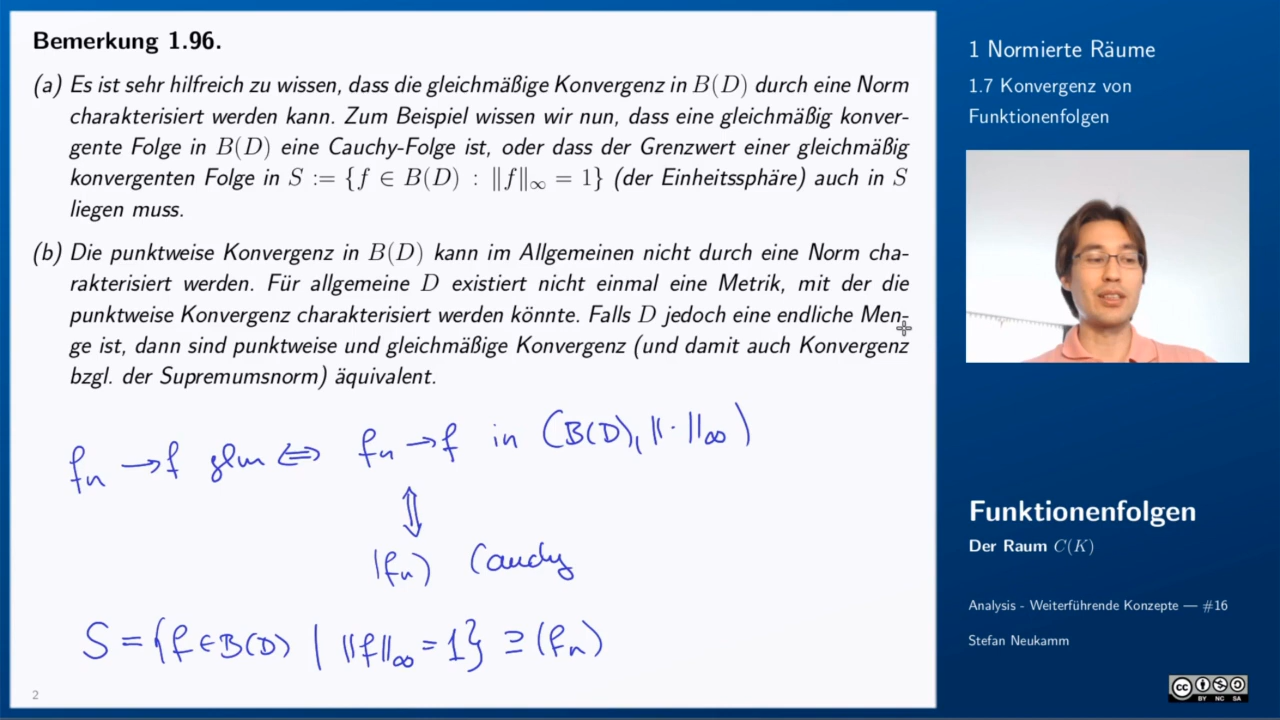 Bemerkung 1.96.
(a) Es ist sehr hilfreich zu wissen, dass die gleichmäßige Konvergenz in B(D) durch eine Norm
charakterisiert werden kann. Zum Beispiel wissen wir nun, dass eine gleichmäßig konver-
gente Folge in B(D) eine Cauchy-Folge ist, oder dass der Grenzwert einer gleichmäßig
konvergenten Folge in S := {f ∈ B(D) : ‖f‖∞ = 1} (der Einheitssphäre) auch in S
liegen muss.
(b) Die punktweise Konvergenz in B(D) kann im Allgemeinen nicht durch eine Norm cha-
rakterisiert werden. Für allgemeine D existiert nicht einmal eine Metrik, mit der die
punktweise Konvergenz charakterisiert werden könnte. Falls D jedoch eine endliche Men-
ge ist, dann sind punktweise und gleichmäßige Konvergenz (und damit auch Konvergenz
bzgl. der Supremumsnorm) äquivalent.
fn → f glm ⇔ fn → f in (B(D), ‖·‖∞)
⇕
(fn) Cauchy
S = {f ∈ B(D) | ‖f‖∞ = 1} ⊇ (fn)
2
1 Normierte Räume
1.7 Konvergenz von
Funktionenfolgen
Funktionenfolgen
Der Raum C(K)
Analysis - Weiterführende Konzepte — #16
Stefan Neukamm
cc
BY NC SA